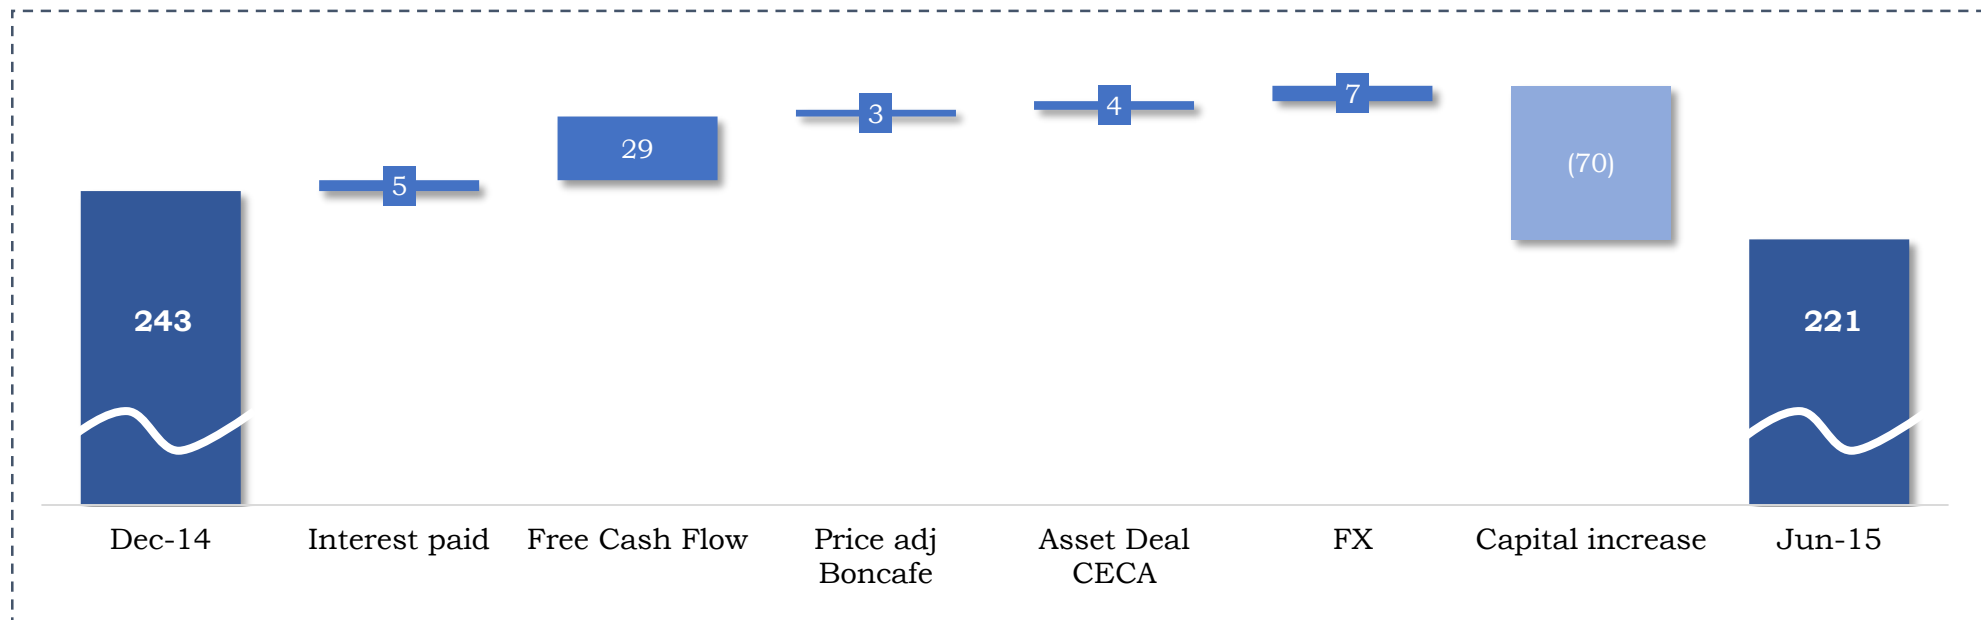 7
4
3
29
(70)
5
243
221
Dec-14
Interest paid
Free Cash Flow
Price adj
Boncafe
Asset Deal
CECA
FX
Capital increase
Jun-15